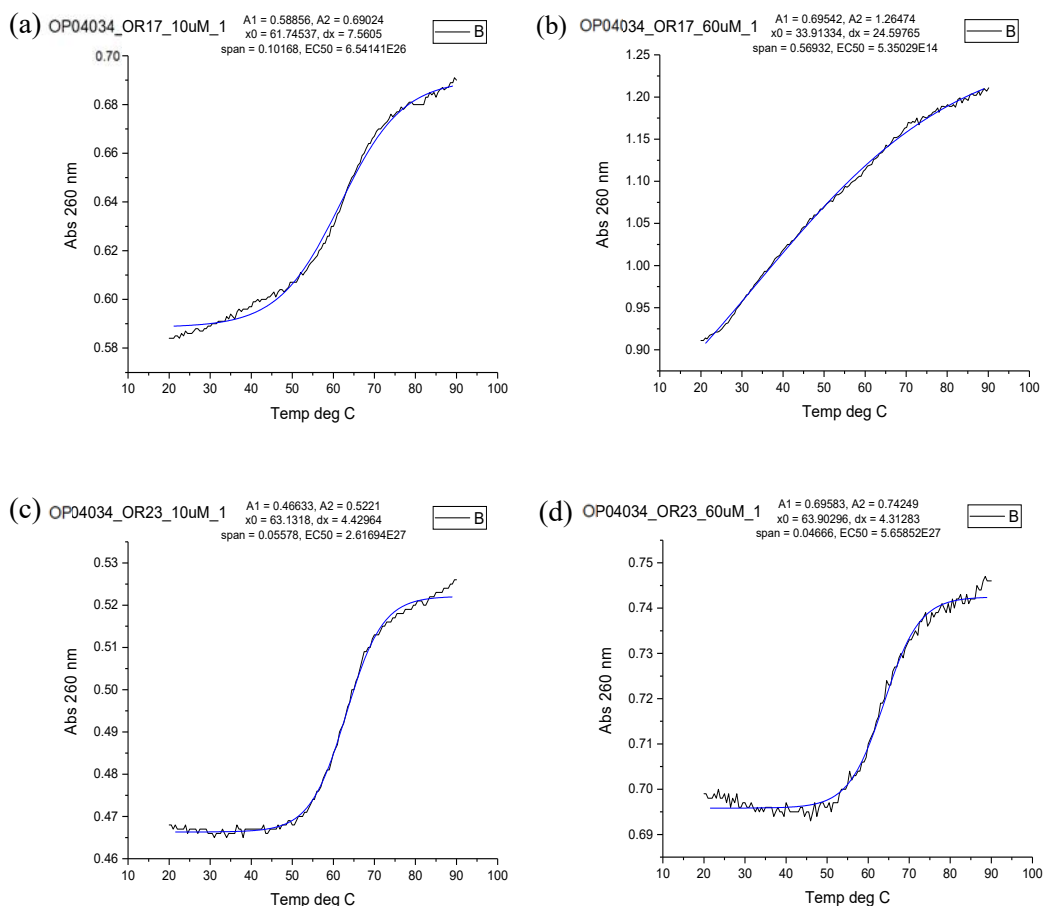 (a) OP04034_OR17_10uM_1
A1 = 0.58856, A2 = 0.69024
x0 = 61.74537, dx = 7.5605
span = 0.10168, EC50 = 6.54141E26
B
0.70
0.68
0.66
0.64
0.62
0.60
0.58
Abs 260 nm
10 20 30 40 50 60 70 80 90 100
Temp deg C
(b) OP04034_OR17_60uM_1
A1 = 0.69542, A2 = 1.26474
x0 = 33.91334, dx = 24.59765
span = 0.56932, EC50 = 5.35029E14
B
1.20
1.15
1.10
1.05
1.00
0.95
0.90
Abs 260 nm
10 20 30 40 50 60 70 80 90 100
Temp deg C
(c) OP04034_OR23_10uM_1
A1 = 0.46633, A2 = 0.5221
x0 = 63.1318, dx = 4.42964
span = 0.05578, EC50 = 2.61694E27
B
0.53
0.52
0.51
0.50
0.49
0.48
0.47
0.46
Abs 260 nm
10 20 30 40 50 60 70 80 90 100
Temp deg C
(d) OP04034_OR23_60uM_1
A1 = 0.69583, A2 = 0.74249
x0 = 63.90296, dx = 4.31283
span = 0.04666, EC50 = 5.65852E27
B
0.75
0.74
0.73
0.72
0.71
0.70
0.69
Abs 260 nm
10 20 30 40 50 60 70 80 90 100
Temp deg C